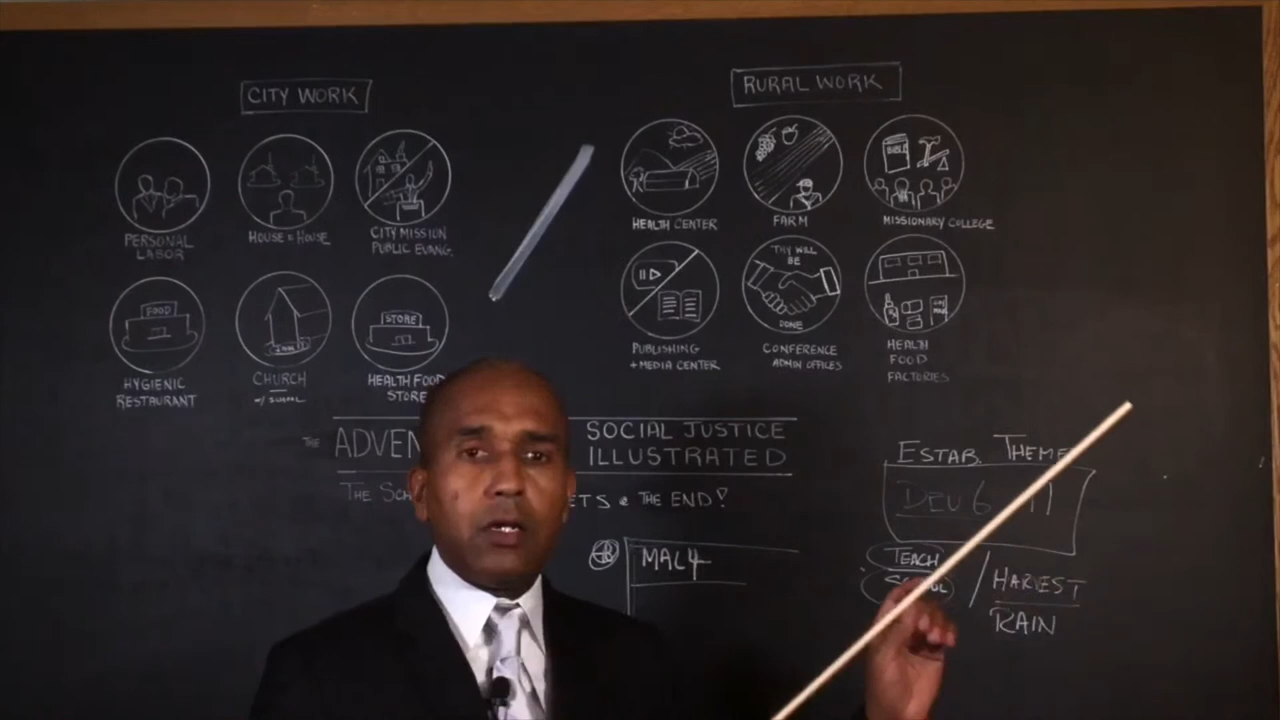 CITY WORK
PERSONAL
LABOR
HOUSE 2 HOUSE
CITY MISSION
PUBLIC EVANG.
FOOD
HYGIENIC
RESTAURANT
CHURCH
W/ SCHOOL
STORE
HEALTH FOOD
STORE
RURAL WORK
HEALTH CENTER
FARM
BIBLE
MISSIONARY COLLEGE
PUBLISHING
+ MEDIA CENTER
THY WILL
BE
DONE
CONFERENCE
ADMIN OFFICES
HEALTH
FOOD
FACTORIES
THE ADVEN SOCIAL JUSTICE
ILLUSTRATED
THE SCH ETS @ THE END!
MAL 4
ESTAB. THEME
DEU 6 11
TEACH
HARVEST
RAIN